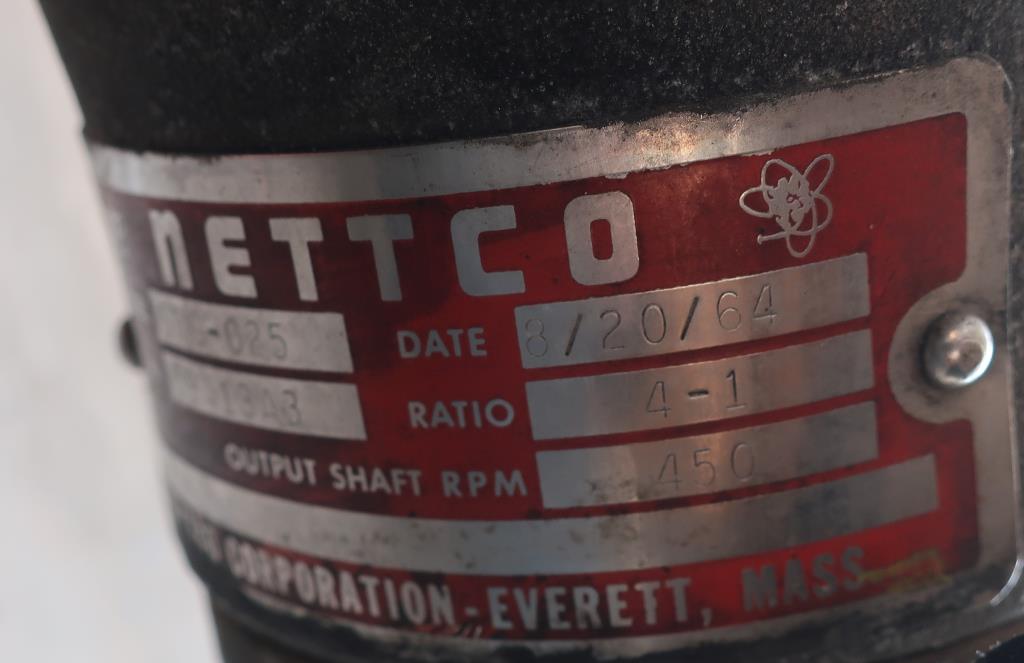 NETTCO
-025 DATE 8/20/64
RATIO 4-1
OUTPUT SHAFT RPM 450
CORPORATION - EVERETT, MASS